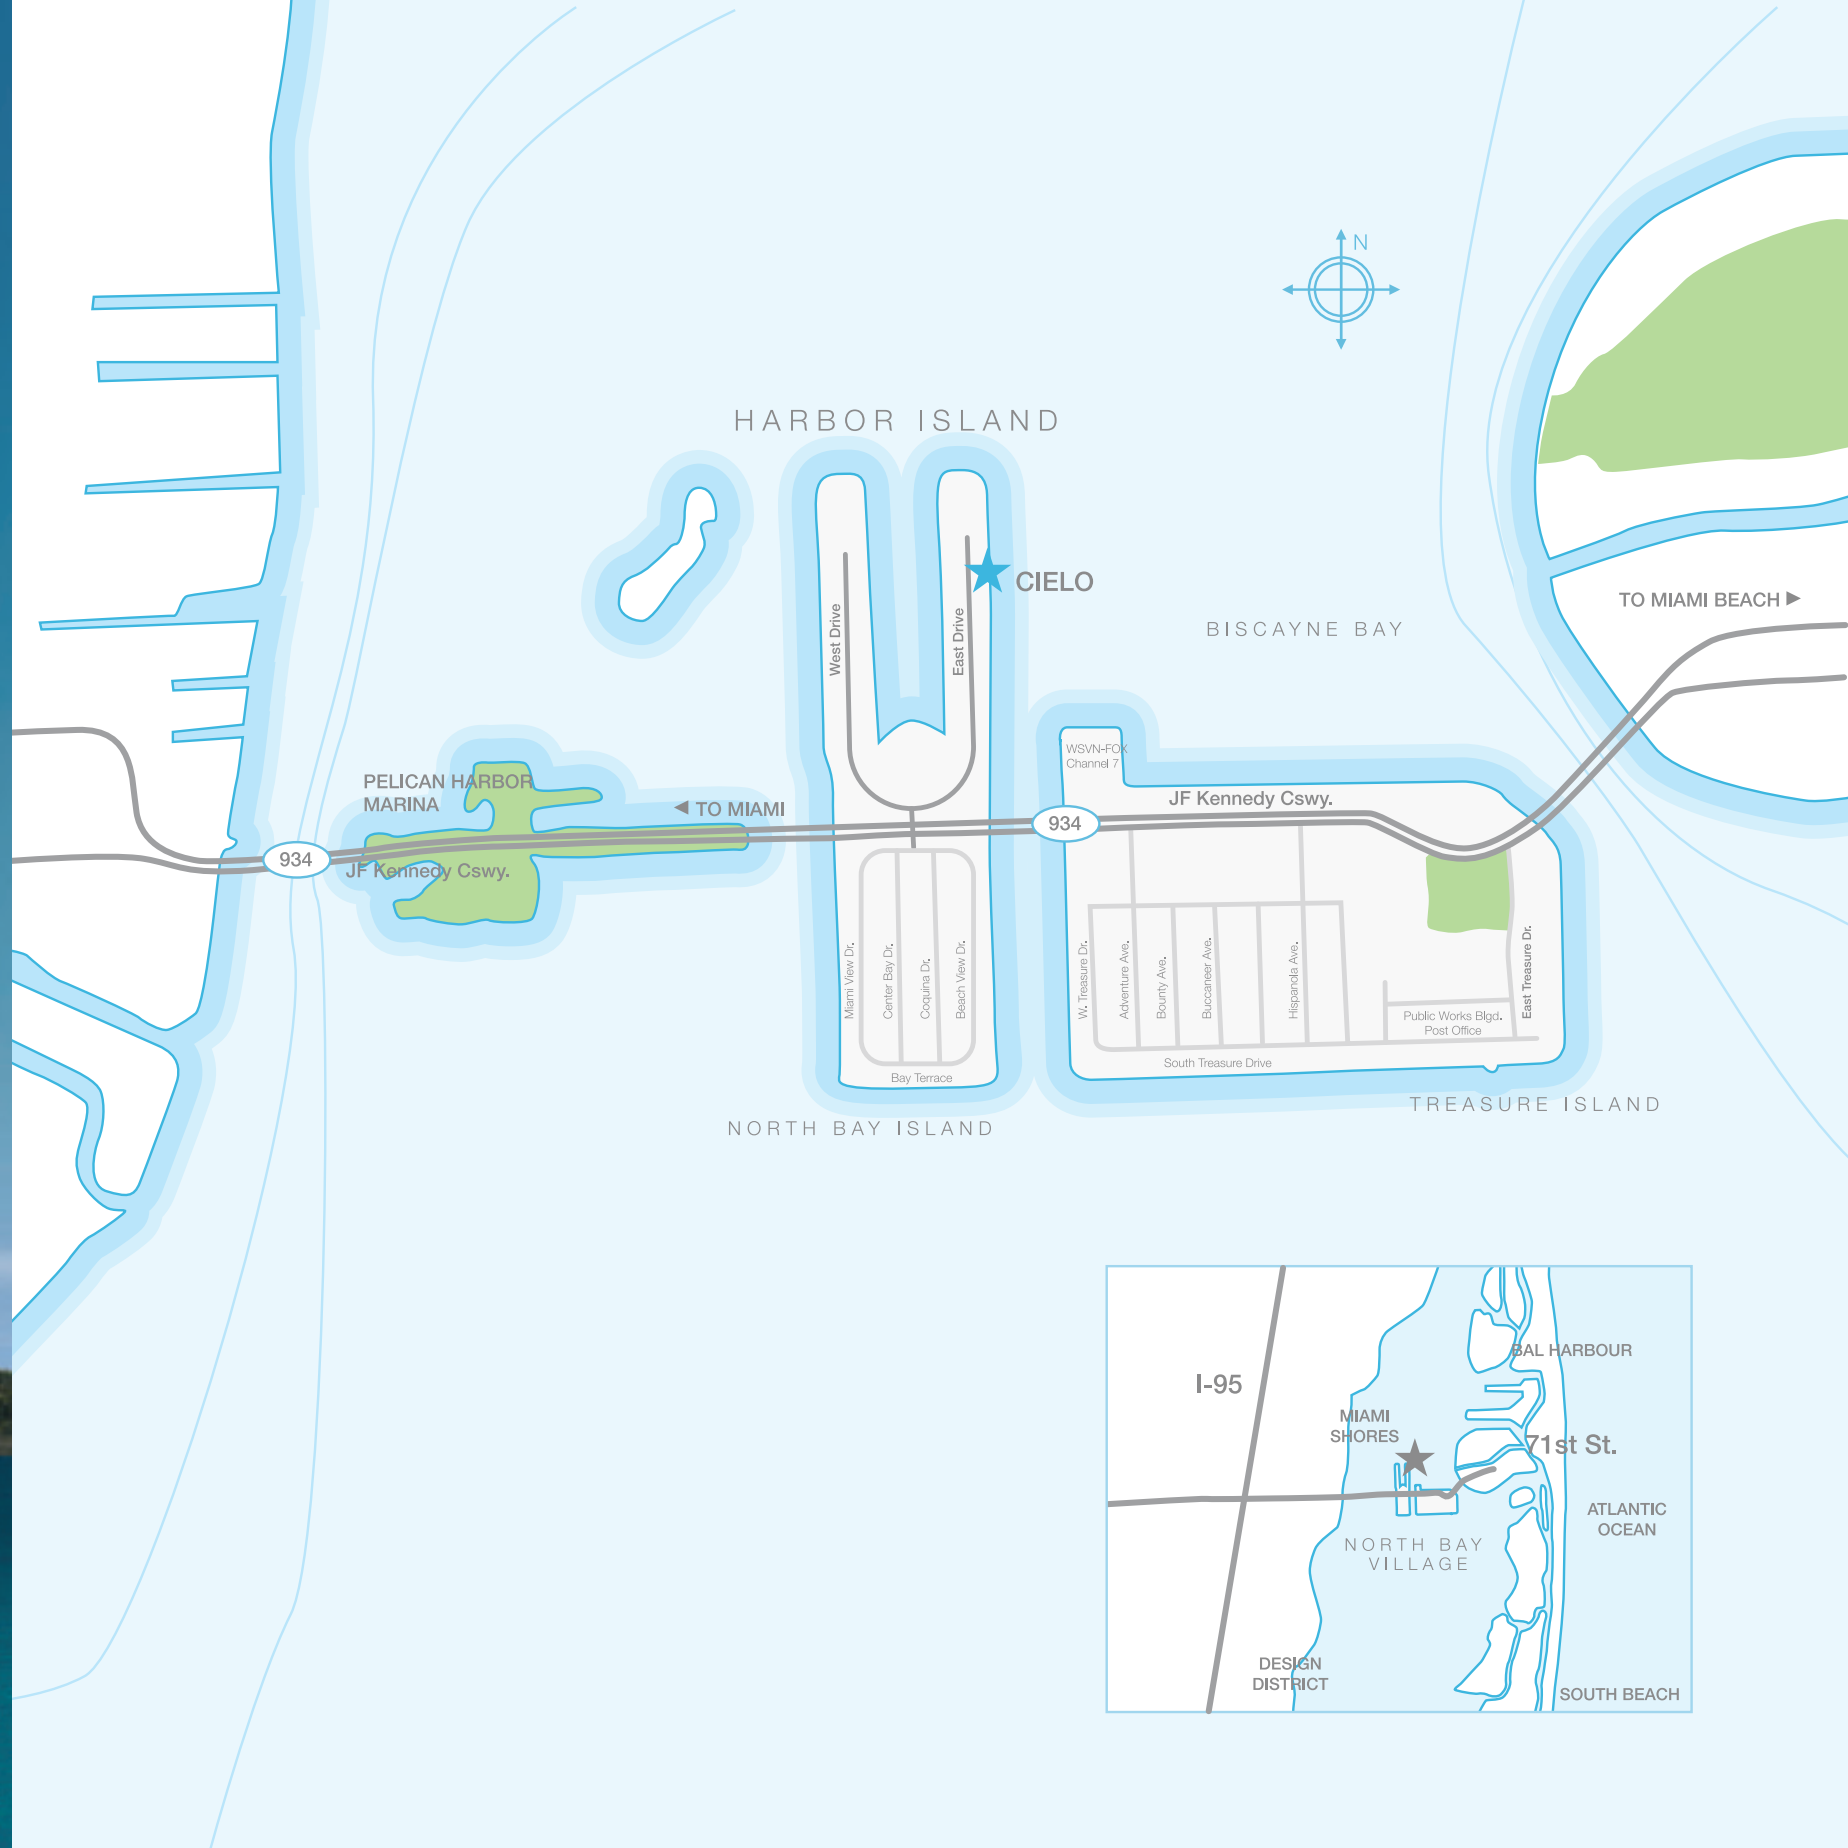 N
HARBOR ISLAND
CIELO
TO MIAMI BEACH
BISCAYNE BAY
West Drive
East Drive
WSVN-FOX
Channel 7
PELICAN HARBOR
MARINA
TO MIAMI
JF Kennedy Cswy.
934
934
JF Kennedy Cswy.
Miami View Dr.
Center Bay Dr.
Coquina Dr.
Beach View Dr.
W. Treasure Dr.
Adventure Ave.
Bounty Ave.
Buccaneer Ave.
Hispanola Ave.
East Treasure Dr.
Public Works Blgd.
Post Office
South Treasure Drive
Bay Terrace
TREASURE ISLAND
NORTH BAY ISLAND
BAL HARBOUR
I-95
MIAMI
SHORES
71st St.
ATLANTIC
OCEAN
NORTH BAY
VILLAGE
DESIGN
DISTRICT
SOUTH BEACH